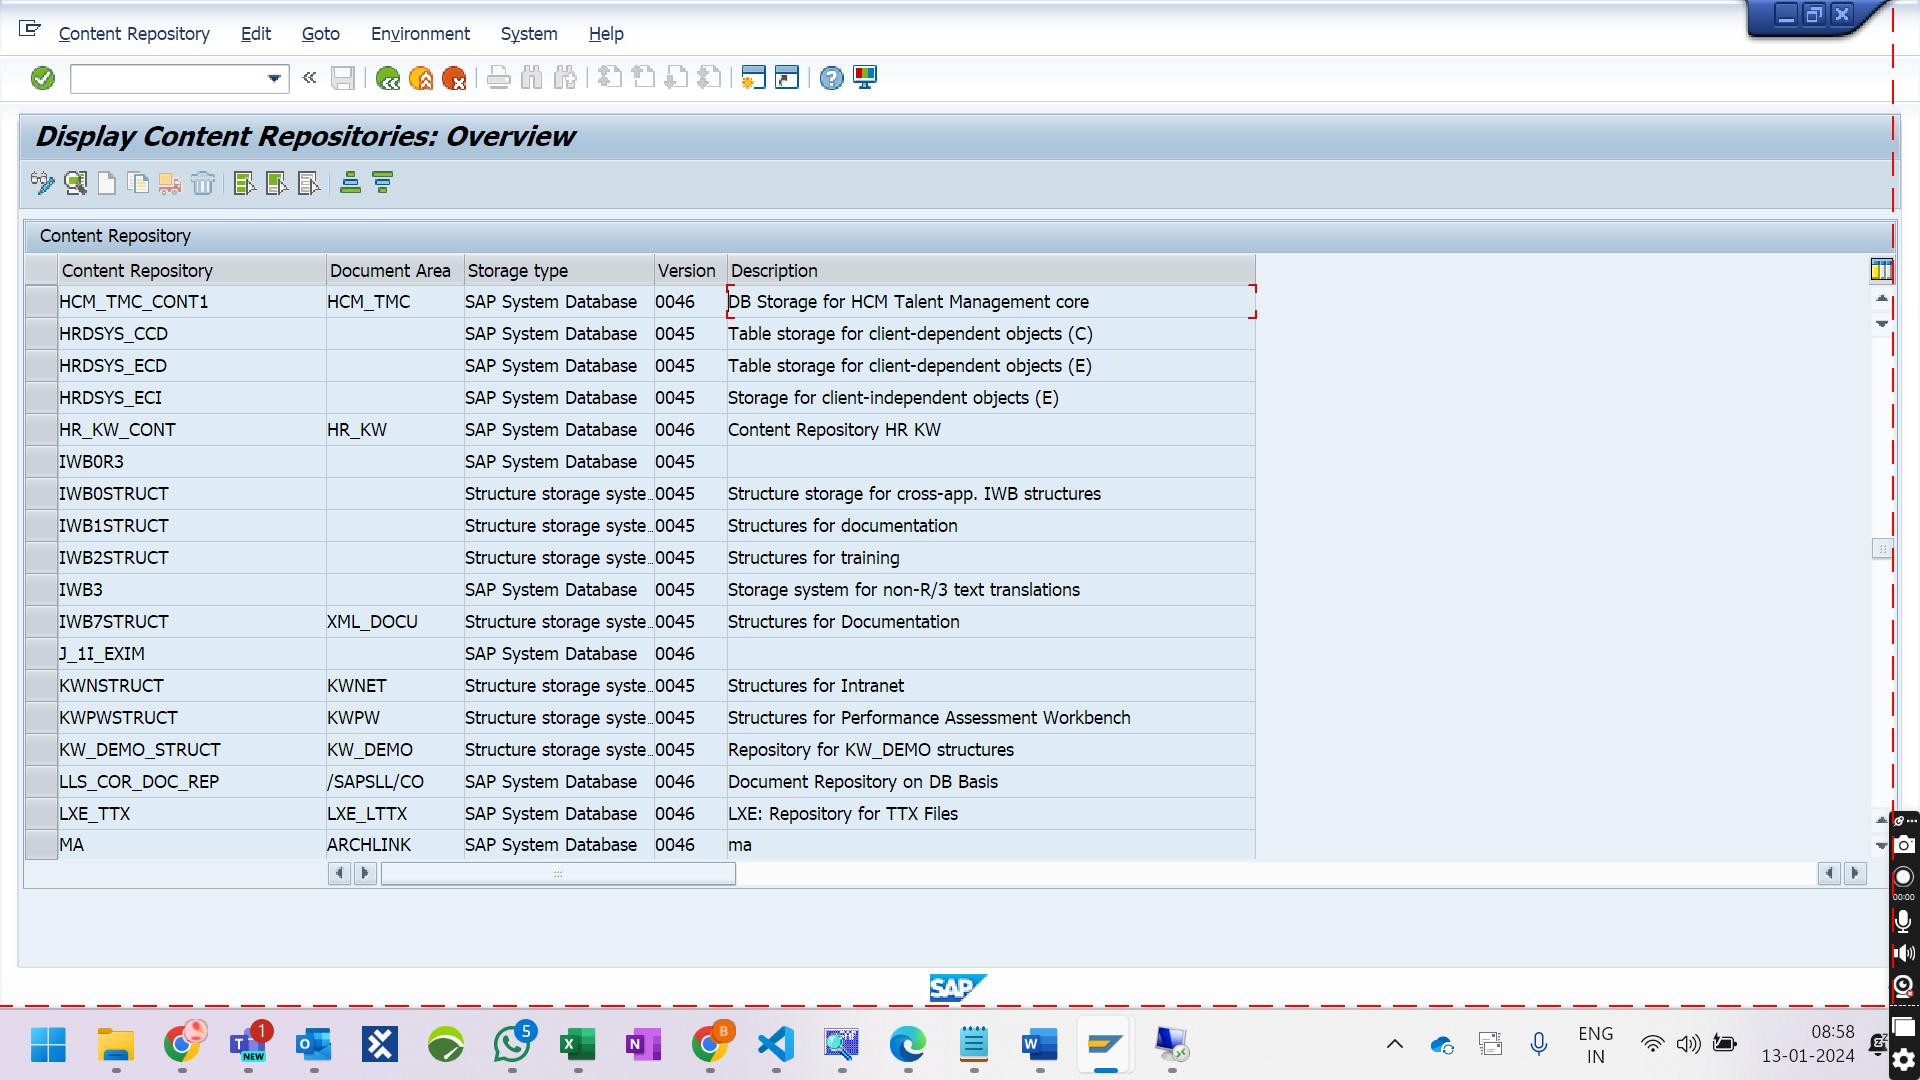 Content Repository Edit Goto Environment System Help
Display Content Repositories: Overview
Content Repository
Content Repository Document Area Storage type Version Description
HCM_TMC_CONT1 HCM_TMC SAP System Database 0046 DB Storage for HCM Talent Management core
HRDSYS_CCD SAP System Database 0045 Table storage for client-dependent objects (C)
HRDSYS_ECD SAP System Database 0045 Table storage for client-dependent objects (E)
HRDSYS_ECI SAP System Database 0045 Storage for client-independent objects (E)
HR_KW_CONT HR_KW SAP System Database 0046 Content Repository HR KW
IWB0R3 SAP System Database 0045
IWB0STRUCT Structure storage syste... 0045 Structure storage for cross-app. IWB structures
IWB1STRUCT Structure storage syste... 0045 Structures for documentation
IWB2STRUCT Structure storage syste... 0045 Structures for training
IWB3 SAP System Database 0045 Storage system for non-R/3 text translations
IWB7STRUCT XML_DOCU Structure storage syste... 0045 Structures for Documentation
J_1I_EXIM SAP System Database 0046
KWNSTRUCT KWNET Structure storage syste... 0045 Structures for Intranet
KWPWSTRUCT KWPW Structure storage syste... 0045 Structures for Performance Assessment Workbench
KW_DEMO_STRUCT KW_DEMO Structure storage syste... 0045 Repository for KW_DEMO structures
LLS_COR_DOC_REP /SAPSLL/CO SAP System Database 0046 Document Repository on DB Basis
LXE_TTX LXE_LTTX SAP System Database 0046 LXE: Repository for TTX Files
MA ARCHLINK SAP System Database 0046 ma
00:00
SAP
1
NEW
5
B
ENG
IN
08:58
13-01-2024